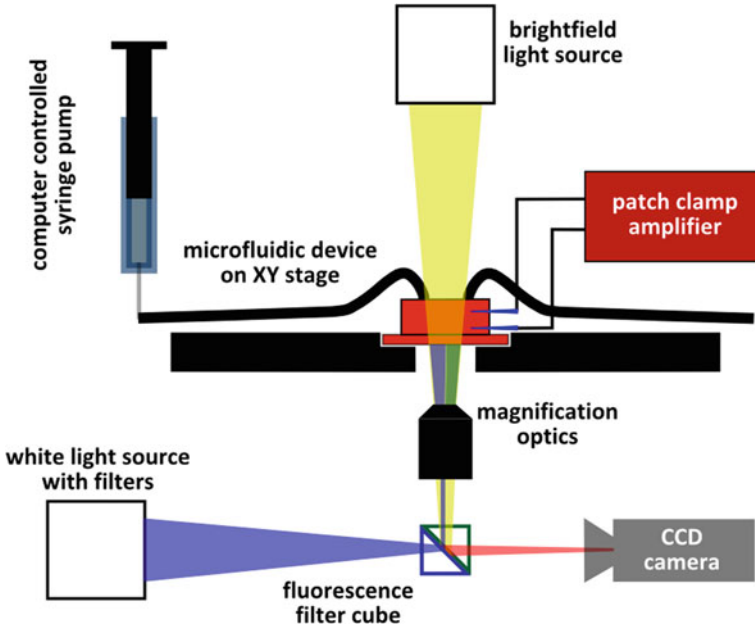 brightfield
light source
computer controlled
syringe pump
patch clamp
amplifier
microfluidic device
on XY stage
magnification
optics
white light source
with filters
CCD
camera
fluorescence
filter cube